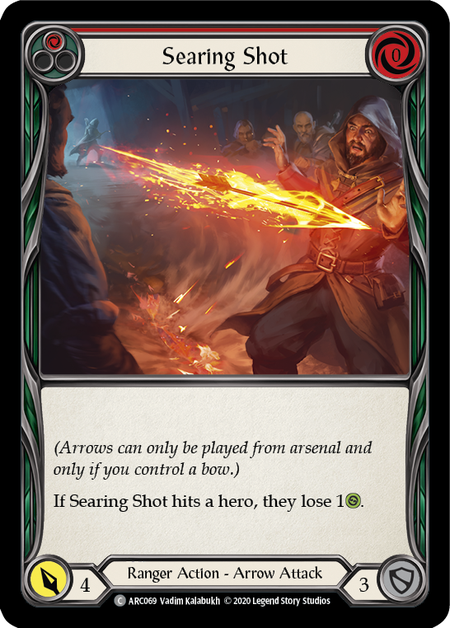 Searing Shot
0
(Arrows can only be played from arsenal and
only if you control a bow.)
If Searing Shot hits a hero, they lose 1.
4
Ranger Action - Arrow Attack
3
C ARC069 Vadim Kalabukh © 2020 Legend Story Studios